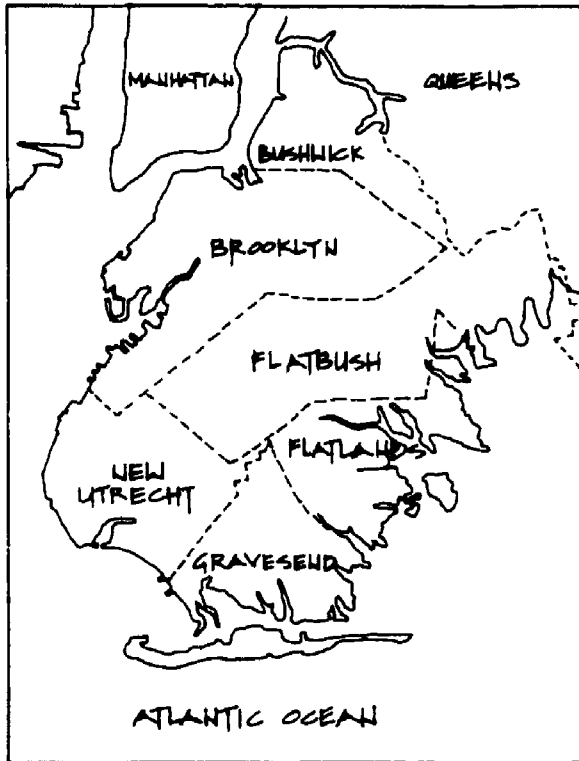 MANHATTAN
QUEENS
BUSHWICK
BROOKLYN
FLATBUSH
FLATLANDS
NEW
UTRECHT
GRAVESEND
ATLANTIC OCEAN